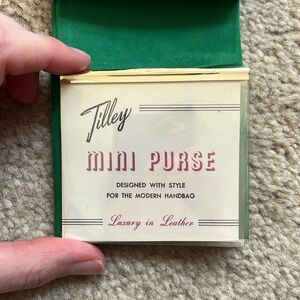 Tilley
MINI PURSE
DESIGNED WITH STYLE
FOR THE MODERN HANDBAG
Luxury in Leather